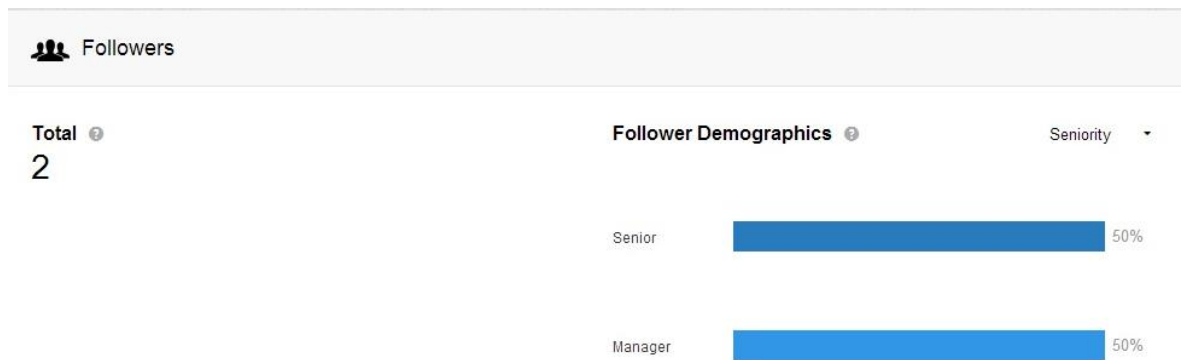 Followers
Total ?
2
Follower Demographics ?
Seniority
Senior 50%
Manager 50%